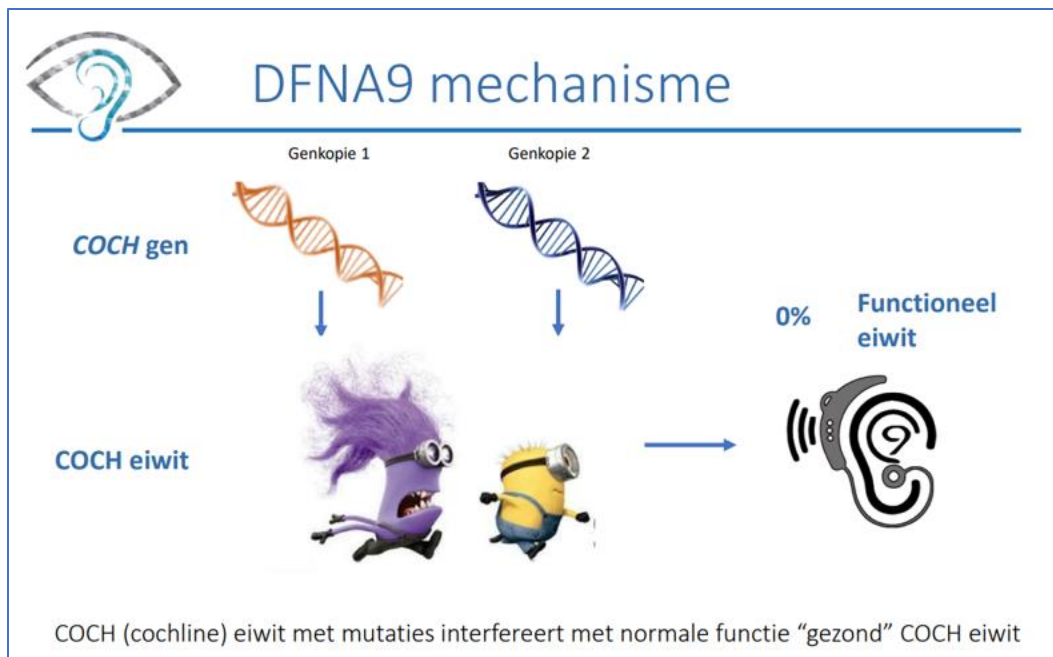 DFNA9 mechanisme
Genkopie 1
Genkopie 2
COCH gen
0% Functioneel
eiwit
COCH eiwit
9
COCH (cochline) eiwit met mutaties interfereert met normale functie “gezond” COCH eiwit